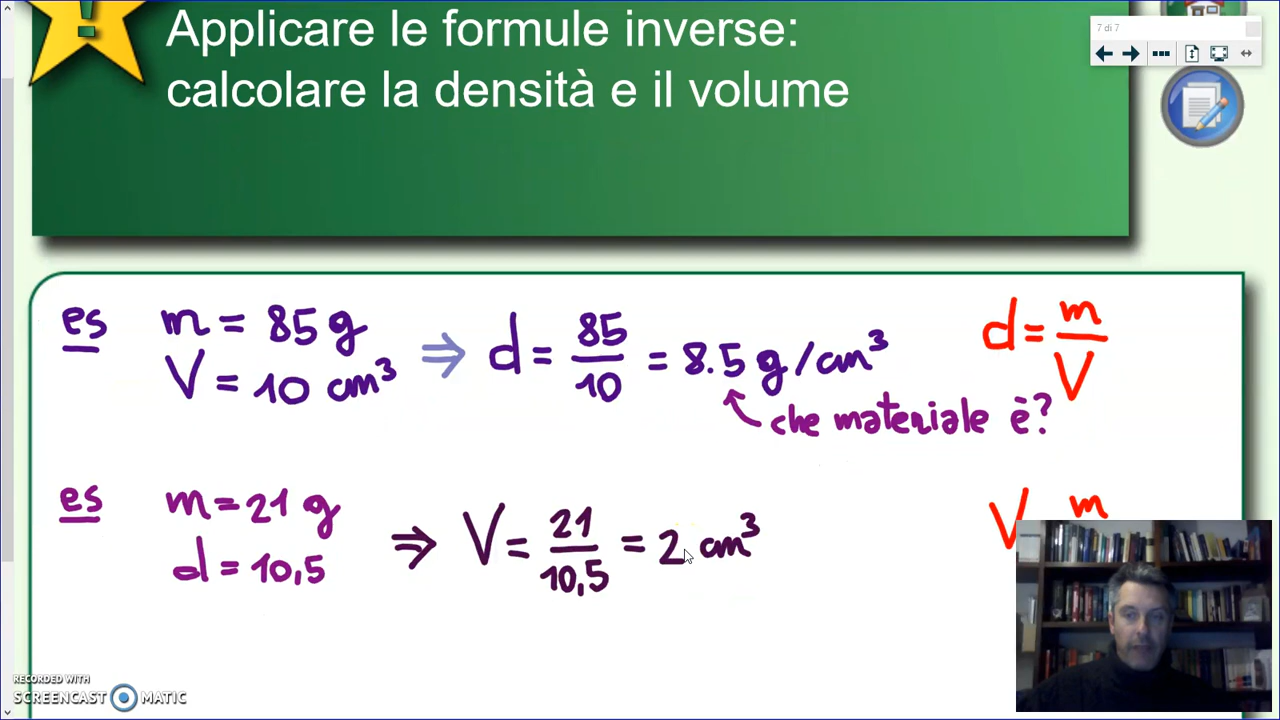 Applicare le formule inverse:
calcolare la densità e il volume
7 di 7
es m = 85 g
V = 10 cm³
⇒ d = 85/10 = 8.5 g/cm³
d = m/V
che materiale è?
es m = 21 g
d = 10,5
⇒ V = 21/10,5 = 2 cm³
V m
RECORDED WITH
SCREENCAST MATIC